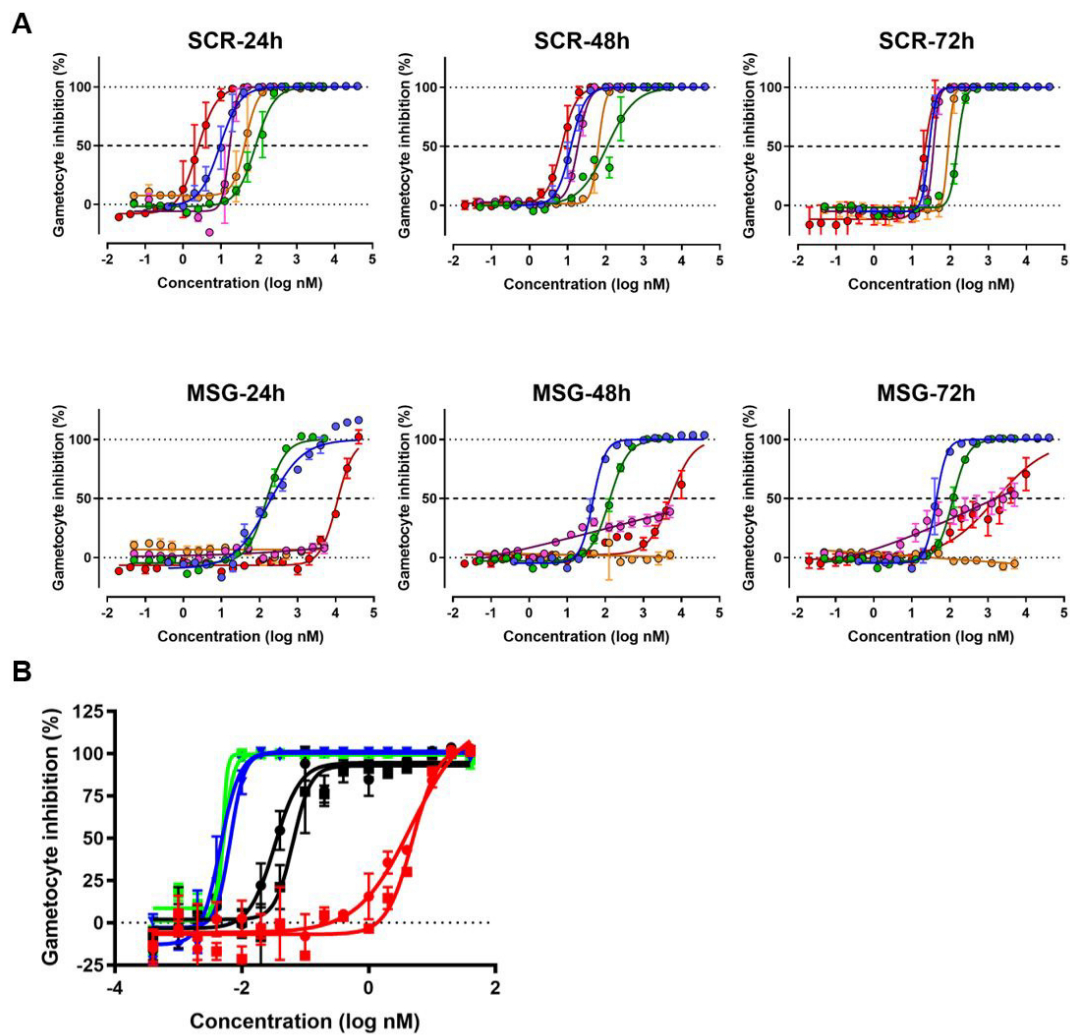 A
SCR-24h
SCR-48h
SCR-72h
Gametocyte inhibition (%)
100
50
0
-2 -1 0 1 2 3 4 5
Concentration (log nM)
Gametocyte inhibition (%)
100
50
0
-2 -1 0 1 2 3 4 5
Concentration (log nM)
Gametocyte inhibition (%)
100
50
0
-2 -1 0 1 2 3 4 5
Concentration (log nM)
MSG-24h
MSG-48h
MSG-72h
Gametocyte inhibition (%)
100
50
0
-2 -1 0 1 2 3 4 5
Concentration (log nM)
Gametocyte inhibition (%)
100
50
0
-2 -1 0 1 2 3 4 5
Concentration (log nM)
Gametocyte inhibition (%)
100
50
0
-2 -1 0 1 2 3 4 5
Concentration (log nM)
B
Gametocyte inhibition (%)
125
100
75
50
25
0
-25
-4 -2 0 2
Concentration (log nM)